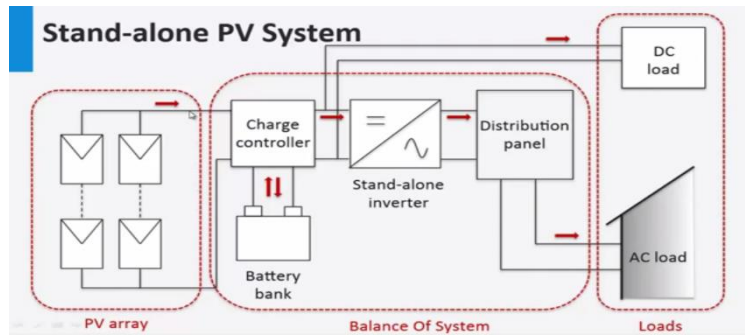 Stand-alone PV System
DC
load
Charge
controller
Distribution
panel
Stand-alone
inverter
Battery
bank
AC load
PV array
Balance Of System
Loads